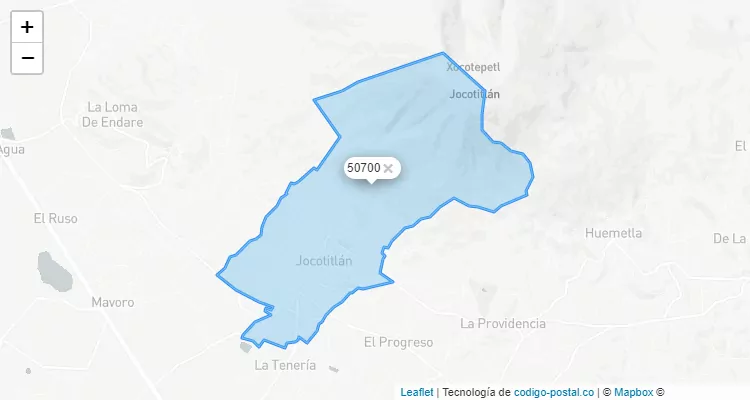 +
−
Xocotepetl
Jocotitlán
La Loma
De Endare
Agua
El
50700 ×
El Ruso
Huemetla
De La
Jocotitlán
Mavoro
La Providencia
El Progreso
La Tenería
Leaflet | Tecnología de codigo-postal.co | © Mapbox ©